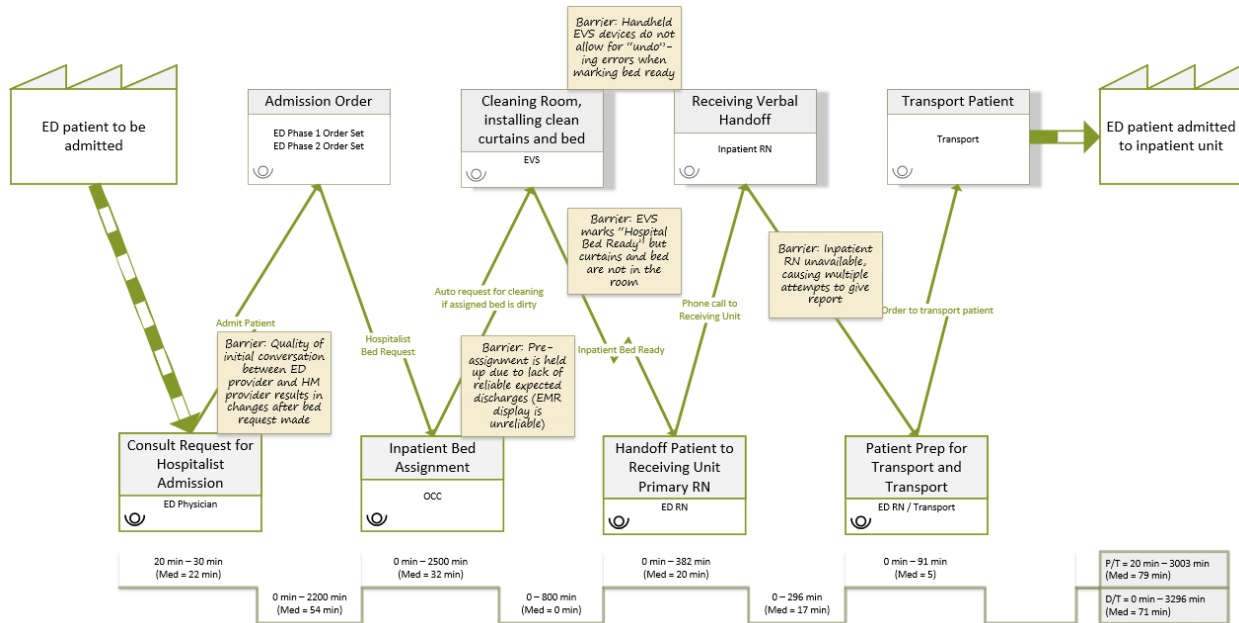 Barrier: Handheld
EVS devices do not
allow for "undo"-
ing errors when
marking bed ready
ED patient to be
admitted
Admission Order
ED Phase 1 Order Set
ED Phase 2 Order Set
Cleaning Room,
installing clean
curtains and bed
EVS
Receiving Verbal
Handoff
Inpatient RN
Transport Patient
Transport
ED patient admitted
to inpatient unit
Barrier: EVS
marks "Hospital
Bed Ready" but
curtains and bed
are not in the
room
Barrier: Inpatient
RN unavailable,
causing multiple
attempts to give
report
Auto request for cleaning
if assigned bed is dirty
Phone call to
Receiving Unit
Order to transport patient
Admit Patient
Hospitalist
Bed Request
Inpatient Bed Ready
Barrier: Quality of
initial conversation
between ED
provider and HM
provider results in
changes after bed
request made
Barrier: Pre-
assignment is held
up due to lack of
reliable expected
discharges (EMR
display is
unreliable)
Consult Request for
Hospitalist
Admission
ED Physician
Inpatient Bed
Assignment
OCC
Handoff Patient to
Receiving Unit
Primary RN
ED RN
Patient Prep for
Transport and
Transport
ED RN / Transport
20 min – 30 min
(Med = 22 min)
0 min – 2200 min
(Med = 54 min)
0 min – 2500 min
(Med = 32 min)
0 – 800 min
(Med = 0 min)
0 min – 382 min
(Med = 20 min)
0 – 296 min
(Med = 17 min)
0 min – 91 min
(Med = 5)
P/T = 20 min – 3003 min
(Med = 79 min)
D/T = 0 min – 3296 min
(Med = 71 min)